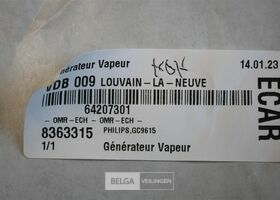 Générateur Vapeur
14.01.23
VDB 009 LOUVAIN-LA-NEUVE
64207301
- OMR-ECH - OMR-ECH -
8363315 PHILIPS,GC9615
1/1 Générateur Vapeur
ECAR
BELGA VEILINGEN